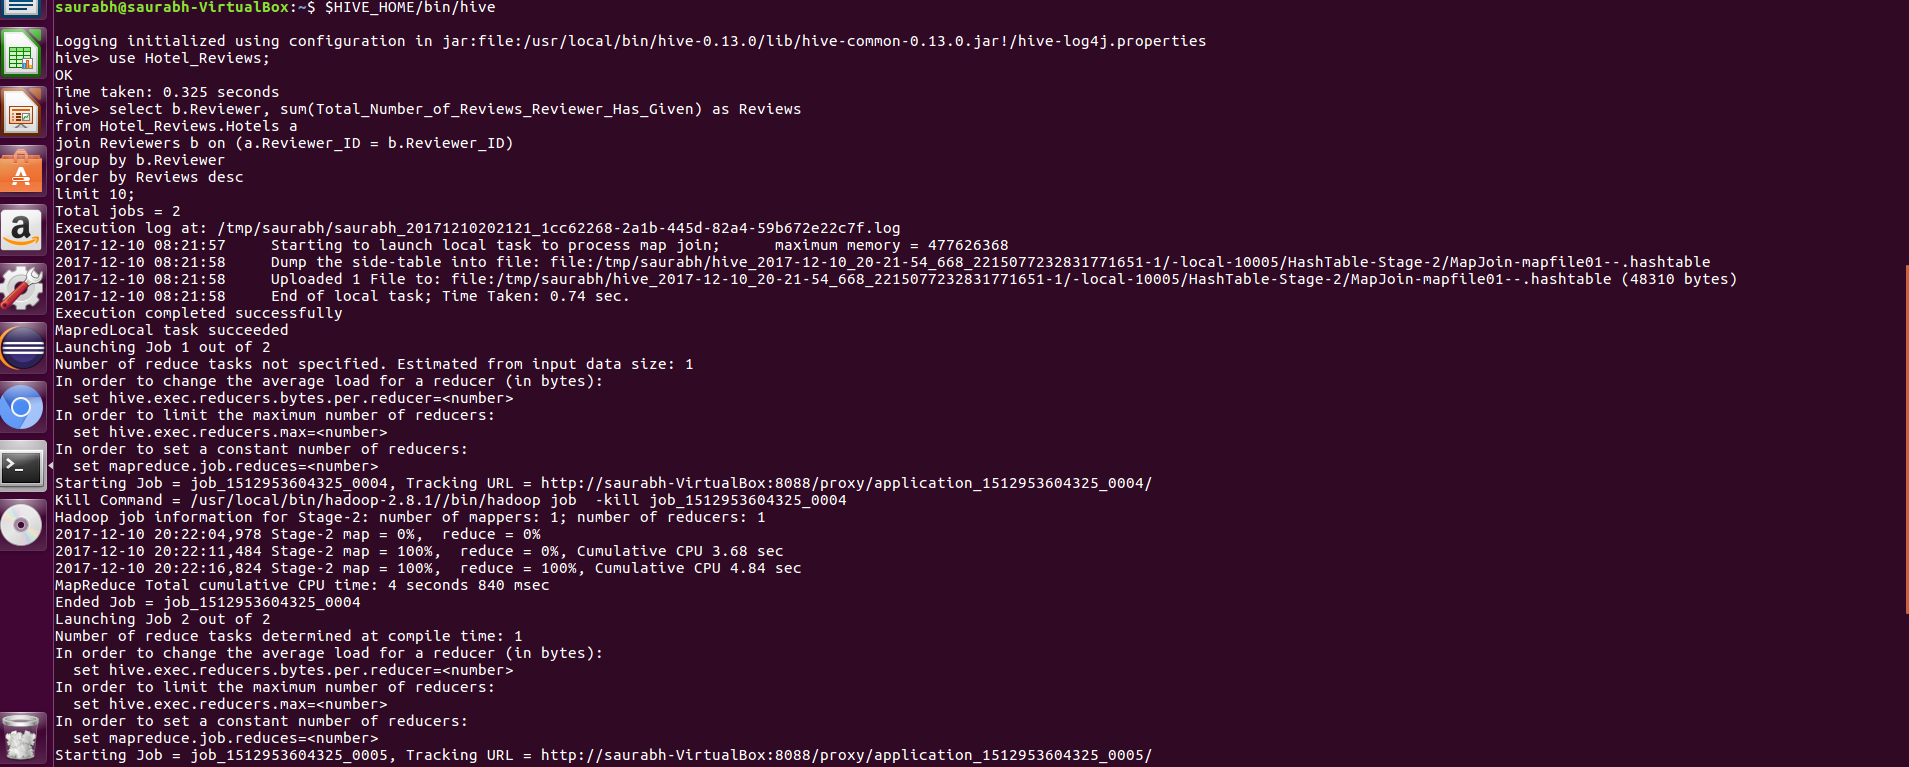 saurabh@saurabh-VirtualBox:~$ $HIVE_HOME/bin/hive
Logging initialized using configuration in jar:file:/usr/local/bin/hive-0.13.0/lib/hive-common-0.13.0.jar!/hive-log4j.properties
hive> use Hotel_Reviews;
OK
Time taken: 0.325 seconds
hive> select b.Reviewer, sum(Total_Number_of_Reviews_Reviewer_Has_Given) as Reviews
from Hotel_Reviews.Hotels a
join Reviewers b on (a.Reviewer_ID = b.Reviewer_ID)
group by b.Reviewer
order by Reviews desc
limit 10;
Total jobs = 2
Execution log at: /tmp/saurabh/saurabh_20171210202121_1cc62268-2a1b-445d-82a4-59b672e22c7f.log
2017-12-10 08:21:57     Starting to launch local task to process map join;      maximum memory = 477626368
2017-12-10 08:21:58     Dump the side-table into file: file:/tmp/saurabh/hive_2017-12-10_20-21-54_668_2215077232831771651-1/-local-10005/HashTable-Stage-2/MapJoin-mapfile01--.hashtable
2017-12-10 08:21:58     Uploaded 1 File to: file:/tmp/saurabh/hive_2017-12-10_20-21-54_668_2215077232831771651-1/-local-10005/HashTable-Stage-2/MapJoin-mapfile01--.hashtable (48310 bytes)
2017-12-10 08:21:58     End of local task; Time Taken: 0.74 sec.
Execution completed successfully
MapredLocal task succeeded
Launching Job 1 out of 2
Number of reduce tasks not specified. Estimated from input data size: 1
In order to change the average load for a reducer (in bytes):
  set hive.exec.reducers.bytes.per.reducer=<number>
In order to limit the maximum number of reducers:
  set hive.exec.reducers.max=<number>
In order to set a constant number of reducers:
  set mapreduce.job.reduces=<number>
Starting Job = job_1512953604325_0004, Tracking URL = http://saurabh-VirtualBox:8088/proxy/application_1512953604325_0004/
Kill Command = /usr/local/bin/hadoop-2.8.1//bin/hadoop job  -kill job_1512953604325_0004
Hadoop job information for Stage-2: number of mappers: 1; number of reducers: 1
2017-12-10 20:22:04,978 Stage-2 map = 0%,  reduce = 0%
2017-12-10 20:22:11,484 Stage-2 map = 100%,  reduce = 0%, Cumulative CPU 3.68 sec
2017-12-10 20:22:16,824 Stage-2 map = 100%,  reduce = 100%, Cumulative CPU 4.84 sec
MapReduce Total cumulative CPU time: 4 seconds 840 msec
Ended Job = job_1512953604325_0004
Launching Job 2 out of 2
Number of reduce tasks determined at compile time: 1
In order to change the average load for a reducer (in bytes):
  set hive.exec.reducers.bytes.per.reducer=<number>
In order to limit the maximum number of reducers:
  set hive.exec.reducers.max=<number>
In order to set a constant number of reducers:
  set mapreduce.job.reduces=<number>
Starting Job = job_1512953604325_0005, Tracking URL = http://saurabh-VirtualBox:8088/proxy/application_1512953604325_0005/